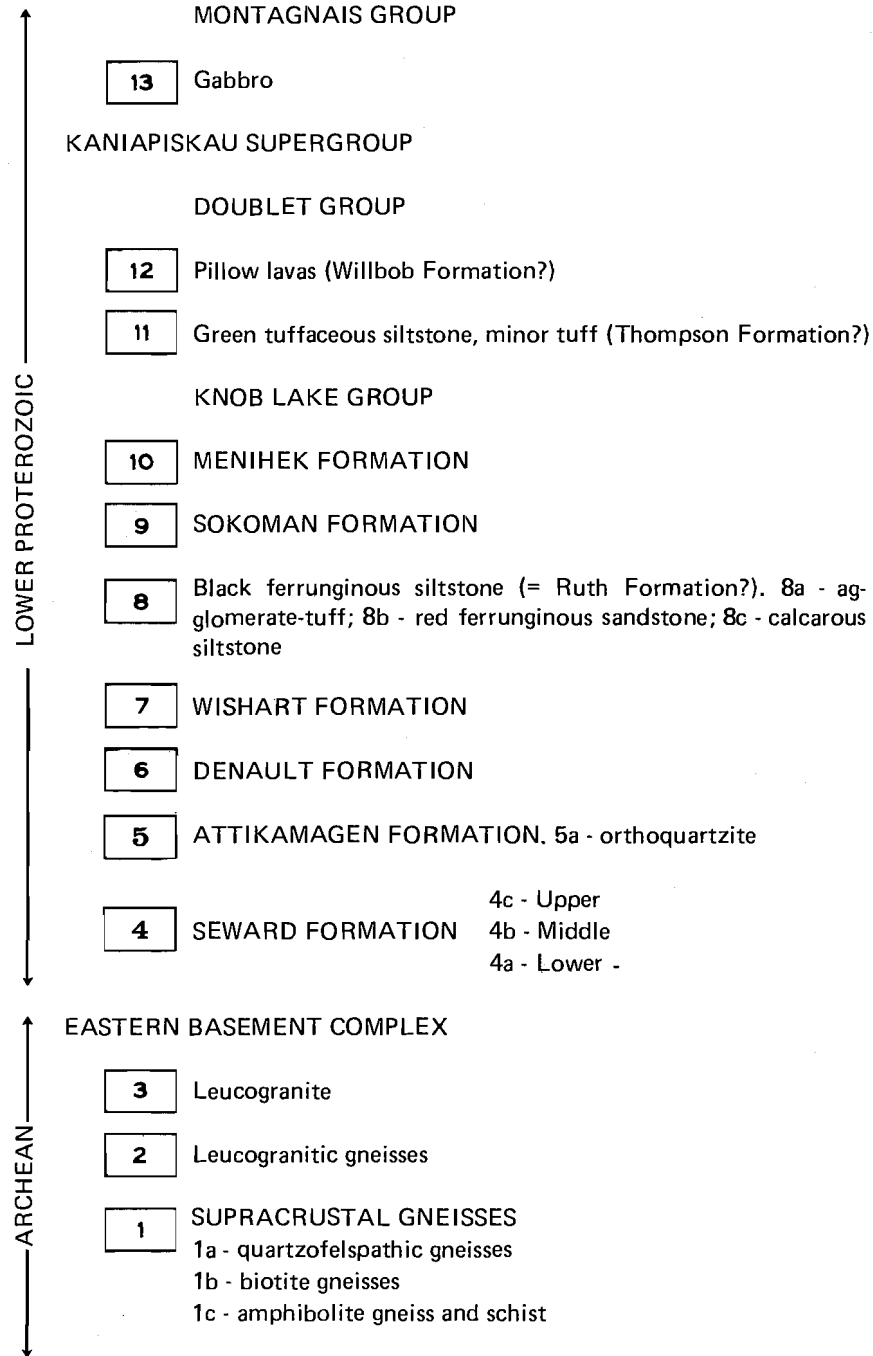 MONTAGNAIS GROUP
13 Gabbro
KANIAPISKAU SUPERGROUP
DOUBLET GROUP
12 Pillow lavas (Willbob Formation?)
11 Green tuffaceous siltstone, minor tuff (Thompson Formation?)
KNOB LAKE GROUP
10 MENIHEK FORMATION
9 SOKOMAN FORMATION
8 Black ferrunginous siltstone (= Ruth Formation?). 8a - ag-
glomerate-tuff; 8b - red ferrunginous sandstone; 8c - calcarous
siltstone
7 WISHART FORMATION
6 DENAULT FORMATION
5 ATTIKAMAGEN FORMATION. 5a - orthoquartzite
4c - Upper
4 SEWARD FORMATION 4b - Middle
4a - Lower -
LOWER PROTEROZOIC
EASTERN BASEMENT COMPLEX
3 Leucogranite
2 Leucogranitic gneisses
1 SUPRACRUSTAL GNEISSES
1a - quartzofelspathic gneisses
1b - biotite gneisses
1c - amphibolite gneiss and schist
ARCHEAN